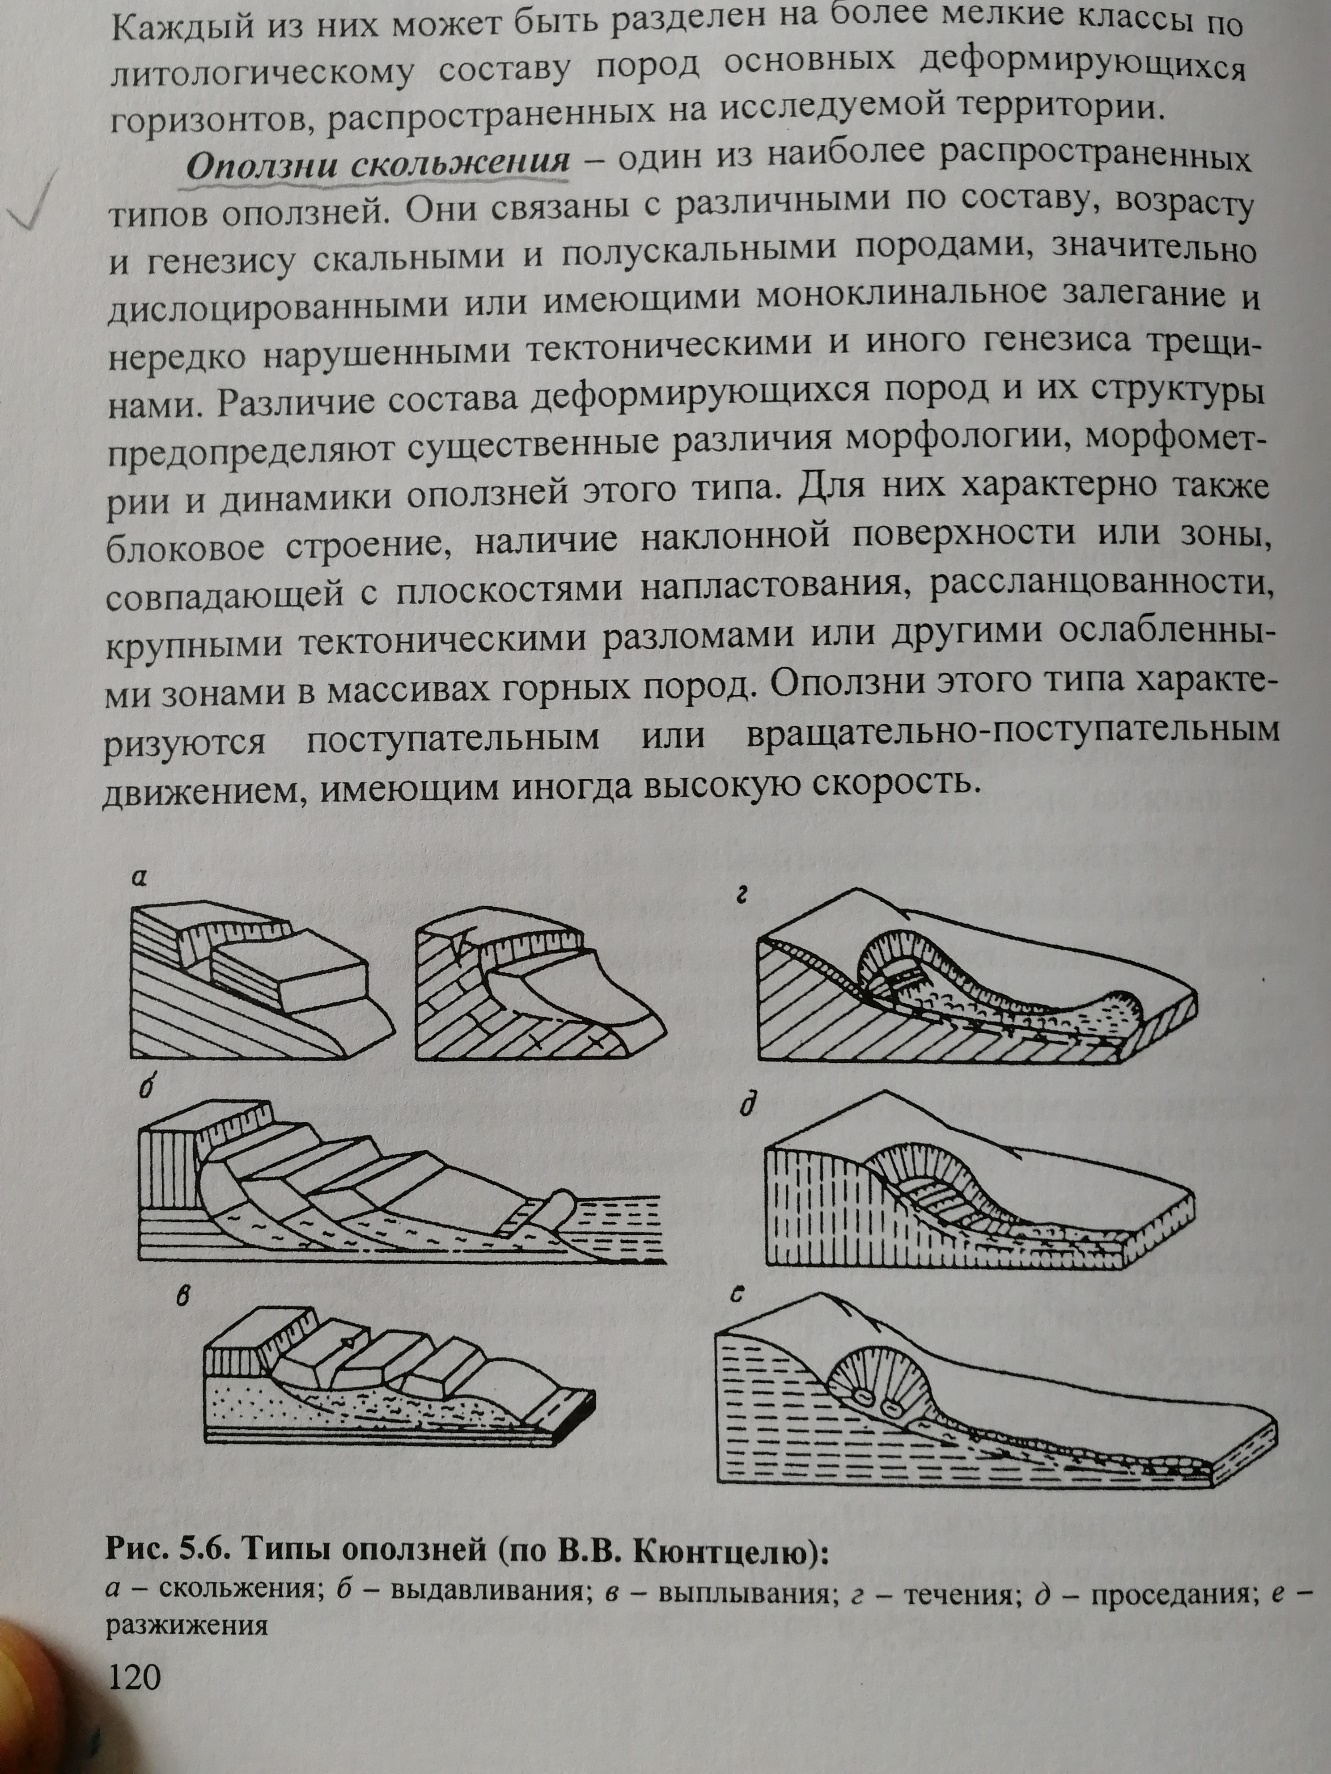 Каждый из них может быть разделен на более мелкие классы по
литологическому составу пород основных деформирующихся
горизонтов, распространенных на исследуемой территории.
Оползни скольжения – один из наиболее распространенных
типов оползней. Они связаны с различными по составу, возрасту
и генезису скальными и полускальными породами, значительно
дислоцированными или имеющими моноклинальное залегание и
нередко нарушенными тектоническими и иного генезиса трещи-
нами. Различие состава деформирующихся пород и их структуры
предопределяют существенные различия морфологии, морфомет-
рии и динамики оползней этого типа. Для них характерно также
блоковое строение, наличие наклонной поверхности или зоны,
совпадающей с плоскостями напластования, рассланцованности,
крупными тектоническими разломами или другими ослабленны-
ми зонами в массивах горных пород. Оползни этого типа характе-
ризуются поступательным или вращательно-поступательным
движением, имеющим иногда высокую скорость.
а
г
б
д
в
е
Рис. 5.6. Типы оползней (по В.В. Кюнтцелю):
а – скольжения; б – выдавливания; в – выплывания; г – течения; д – проседания; е –
разжижения
120